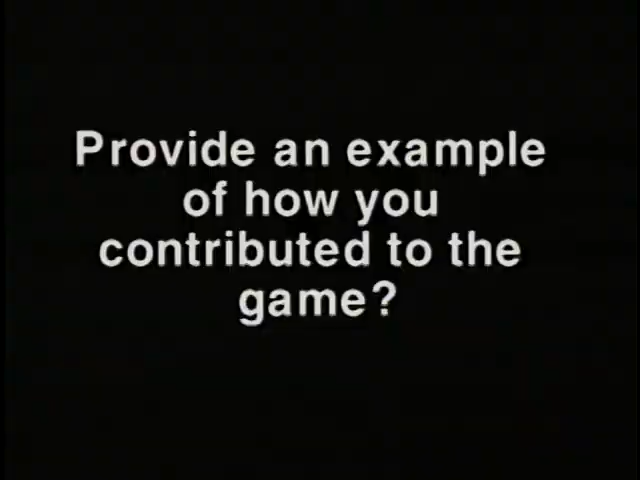 Provide an example
of how you
contributed to the
game?